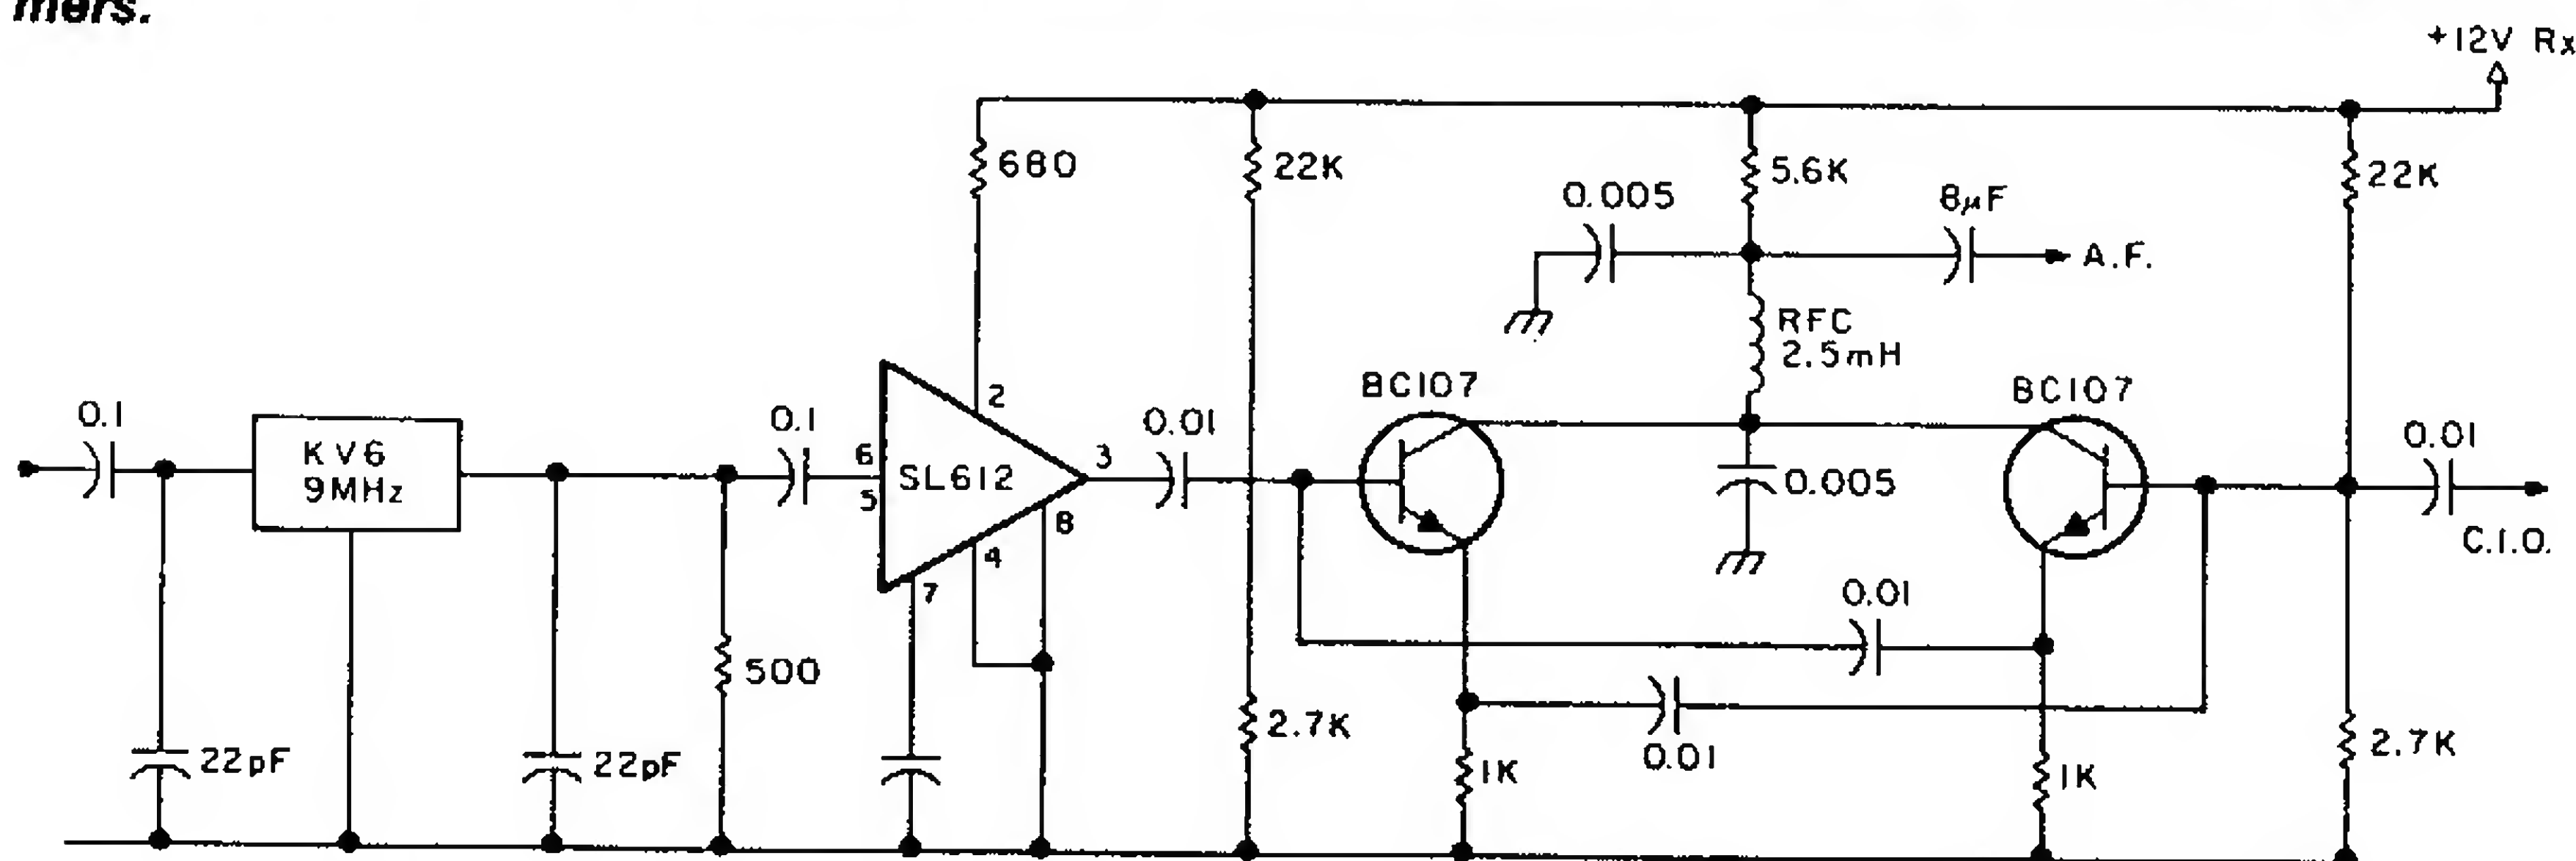 mers.
+12V Rx
680
22K
5.6K
22K
0.005
8µF
A.F.
RFC
2.5mH
BC107
BC107
0.1
KV6
9MHz
0.1
6
5
SL612
2
3
8
4
7
0.01
0.005
0.01
C.I.O.
0.01
500
0.01
22pF
22pF
2.7K
1K
1K
2.7K